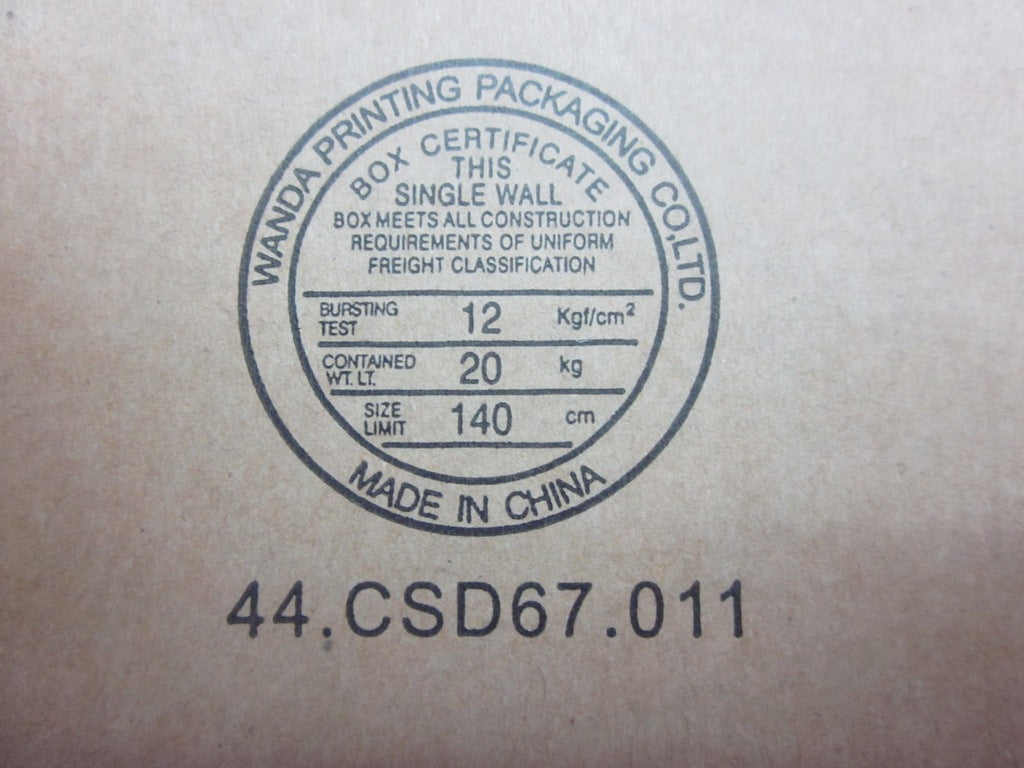 WANDA PRINTING PACKAGING CO,LTD.
BOX CERTIFICATE
THIS
SINGLE WALL
BOX MEETS ALL CONSTRUCTION
REQUIREMENTS OF UNIFORM
FREIGHT CLASSIFICATION
BURSTING TEST 12 Kgf/cm²
CONTAINED WT. LT. 20 kg
SIZE LIMIT 140 cm
MADE IN CHINA
44.CSD67.011